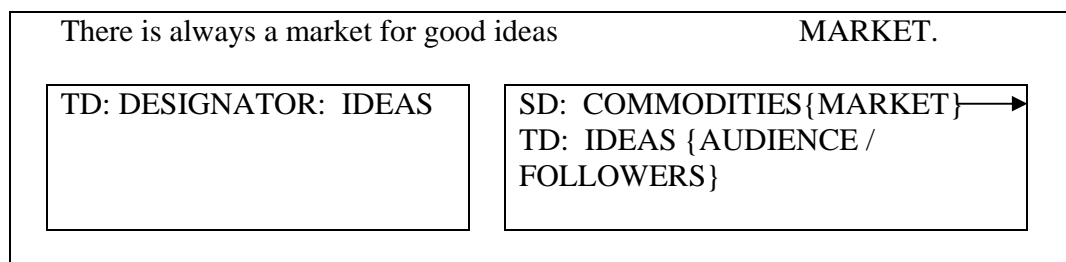 There is always a market for good ideas MARKET.
TD: DESIGNATOR: IDEAS
SD: COMMODITIES{MARKET}
TD: IDEAS {AUDIENCE /
FOLLOWERS}